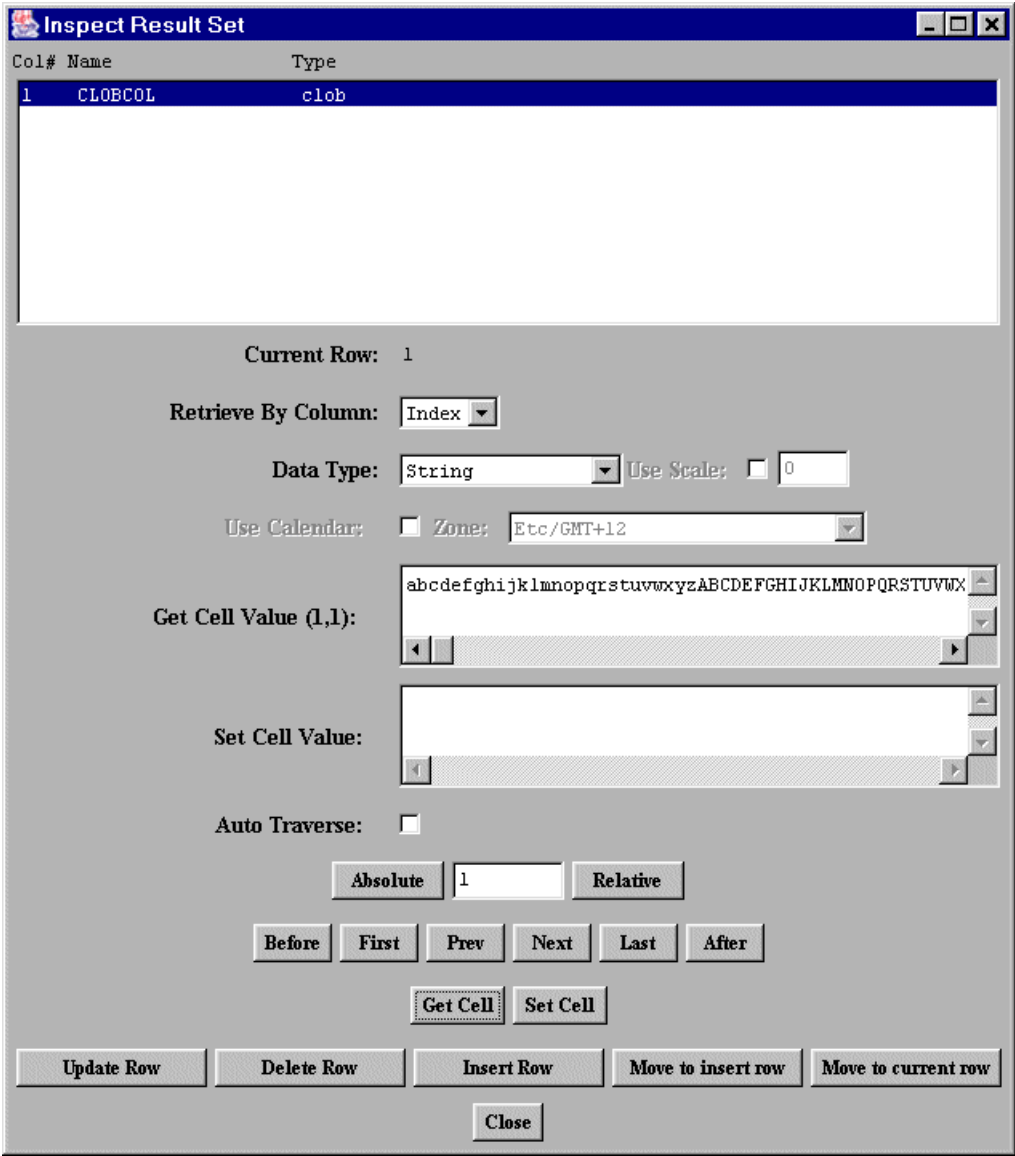 Inspect Result Set
Col# Name Type
1 CLOBCOL clob
Current Row: 1
Retrieve By Column: Index
Data Type: String Use Scale: 0
Use Calendar: Zone: Etc/GMT+12
abcdefghijklmnopqrstuvwxyzABCDEFGHIJKLMNOPQRSTUVWX
Get Cell Value (1,1):
Set Cell Value:
Auto Traverse:
Absolute 1 Relative
Before First Prev Next Last After
Get Cell Set Cell
Update Row Delete Row Insert Row Move to insert row Move to current row
Close